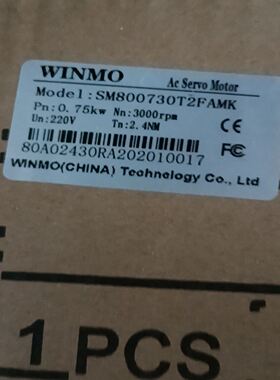 WINMO
Ac Servo Motor
Model:SM800730T2FAMK
Pn:0.75kw Nn:3000rpm
Un:220V Tn:2.4NM
CE
FC
80A02430RA202010017
WINMO(CHINA) Technology Co., Ltd
1 PCS